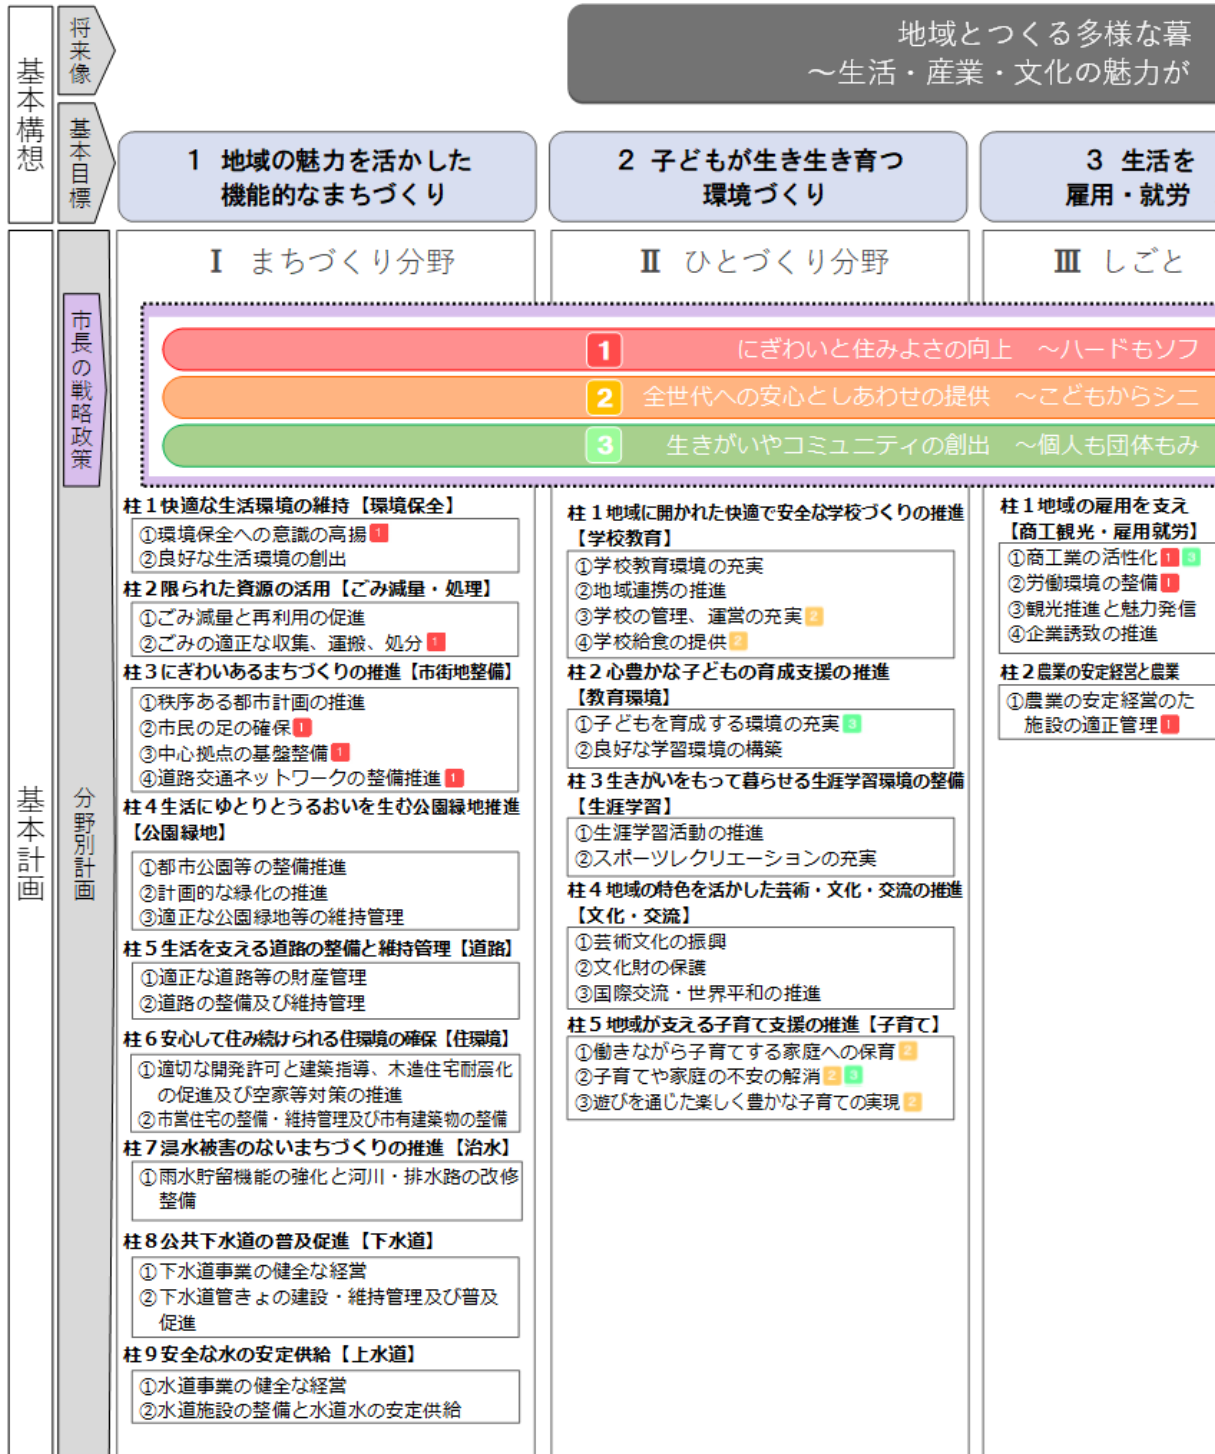 基本構想
将来像
地域とつくる多様な暮
～生活・産業・文化の魅力が
基本目標
1 地域の魅力を活かした
機能的なまちづくり
2 子どもが生き生き育つ
環境づくり
3 生活を
雇用・就労
基本計画
Ⅰ まちづくり分野
Ⅱ ひとづくり分野
Ⅲ しごと
市長の戦略政策
1 にぎわいと住みよさの向上 ～ハードもソフ
2 全世代への安心としあわせの提供 ～こどもからシニ
3 生きがいやコミュニティの創出 ～個人も団体もみ
分野別計画
柱1快適な生活環境の維持【環境保全】
①環境保全への意識の高揚 1
②良好な生活環境の創出
柱2限られた資源の活用【ごみ減量・処理】
①ごみ減量と再利用の促進
②ごみの適正な収集、運搬、処分 1
柱3にぎわいあるまちづくりの推進【市街地整備】
①秩序ある都市計画の推進
②市民の足の確保 1
③中心拠点の基盤整備 1
④道路交通ネットワークの整備推進 1
柱4生活にゆとりとうるおいを生む公園緑地推進
【公園緑地】
①都市公園等の整備推進
②計画的な緑化の推進
③適正な公園緑地等の維持管理
柱5生活を支える道路の整備と維持管理【道路】
①適正な道路等の財産管理
②道路の整備及び維持管理
柱6安心して住み続けられる住環境の確保【住環境】
①適切な開発許可と建築指導、木造住宅耐震化
の促進及び空家等対策の推進
②市営住宅の整備・維持管理及び市有建築物の整備
柱7浸水被害のないまちづくりの推進【治水】
①雨水貯留機能の強化と河川・排水路の改修
整備
柱8公共下水道の普及促進【下水道】
①下水道事業の健全な経営
②下水道管きょの建設・維持管理及び普及
促進
柱9安全な水の安定供給【上水道】
①水道事業の健全な経営
②水道施設の整備と水道水の安定供給
柱1地域に開かれた快適で安全な学校づくりの推進
【学校教育】
①学校教育環境の充実
②地域連携の推進
③学校の管理、運営の充実 2
④学校給食の提供 2
柱2心豊かな子どもの育成支援の推進
【教育環境】
①子どもを育成する環境の充実 3
②良好な学習環境の構築
柱3生きがいをもって暮らせる生涯学習環境の整備
【生涯学習】
①生涯学習活動の推進
②スポーツレクリエーションの充実
柱4地域の特色を活かした芸術・文化・交流の推進
【文化・交流】
①芸術文化の振興
②文化財の保護
③国際交流・世界平和の推進
柱5地域が支える子育て支援の推進【子育て】
①働きながら子育てする家庭への保育 2
②子育てや家庭の不安の解消 2 3
③遊びを通じた楽しく豊かな子育ての実現 2
柱1地域の雇用を支え
【商工観光・雇用就労】
①商工業の活性化 1 3
②労働環境の整備 1
③観光推進と魅力発信
④企業誘致の推進
柱2農業の安定経営と農業
①農業の安定経営のた
施設の適正管理 1